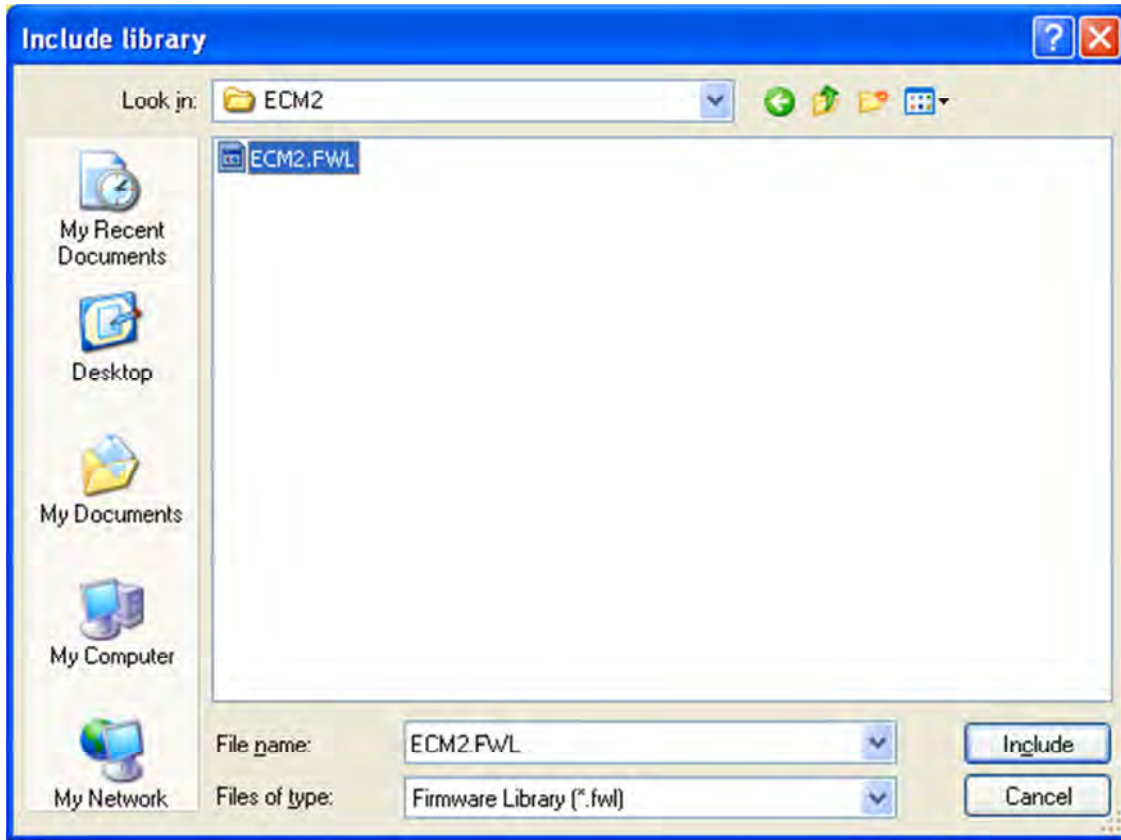 Include library
Look in:
ECM2
ECM2.FWL
My Recent
Documents
Desktop
My Documents
My Computer
My Network
File name:
ECM2.FWL
Include
Files of type:
Firmware Library (*.fwl)
Cancel